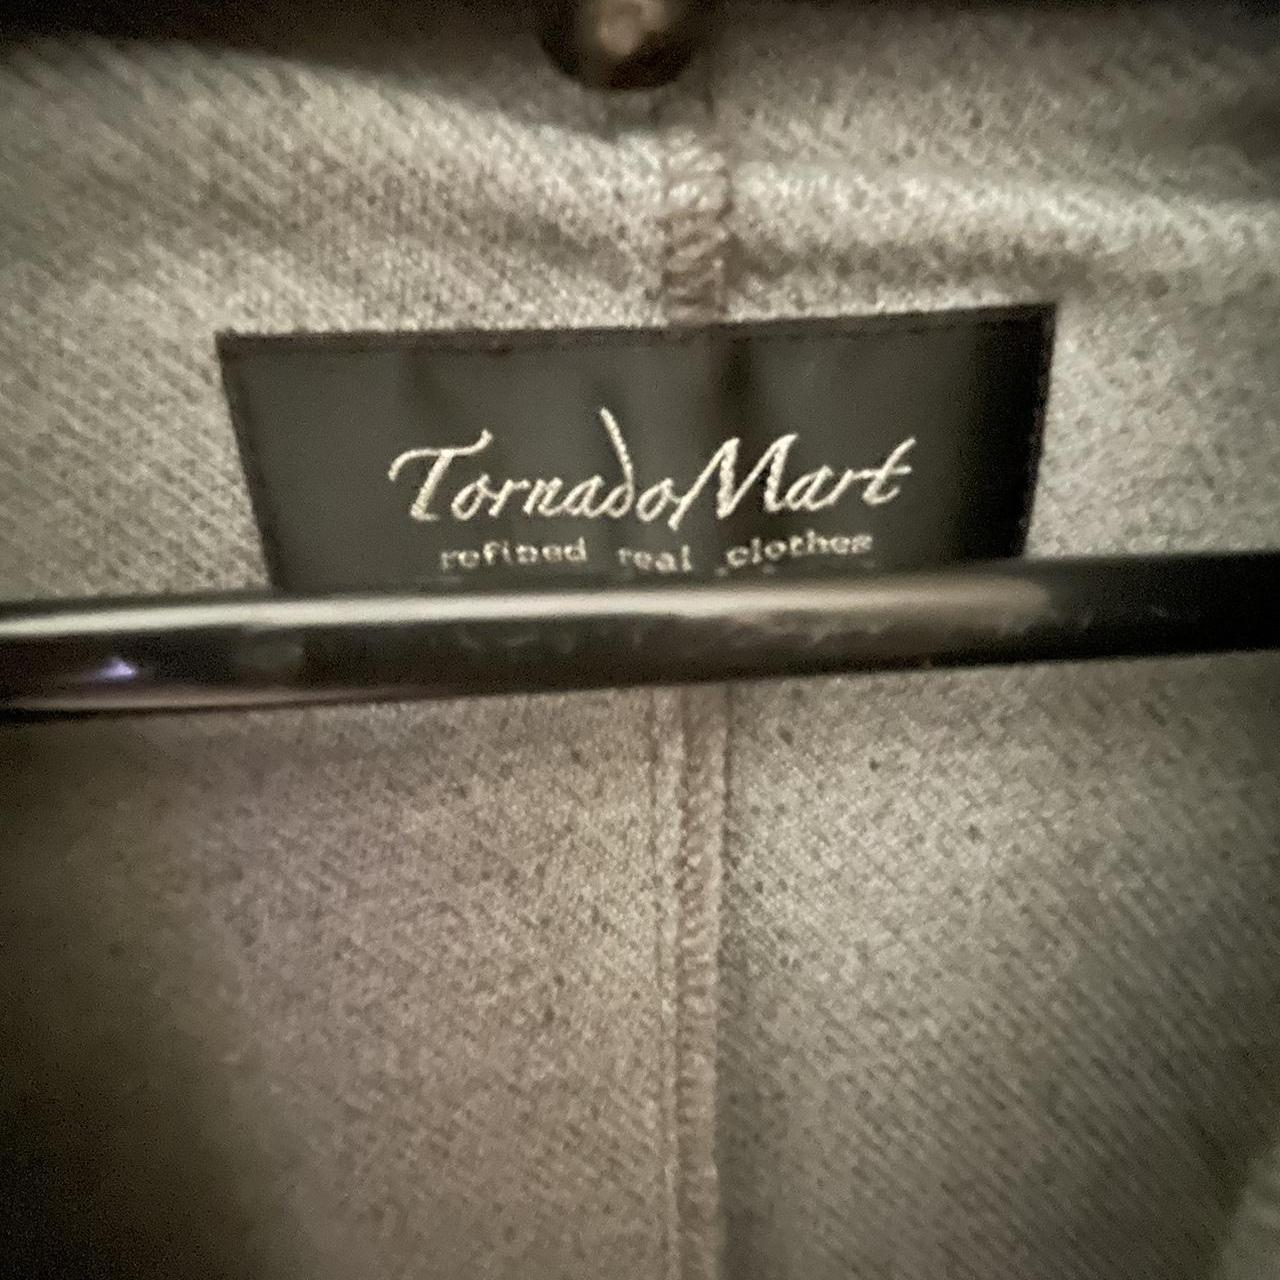 TornadoMart
refined real clothes